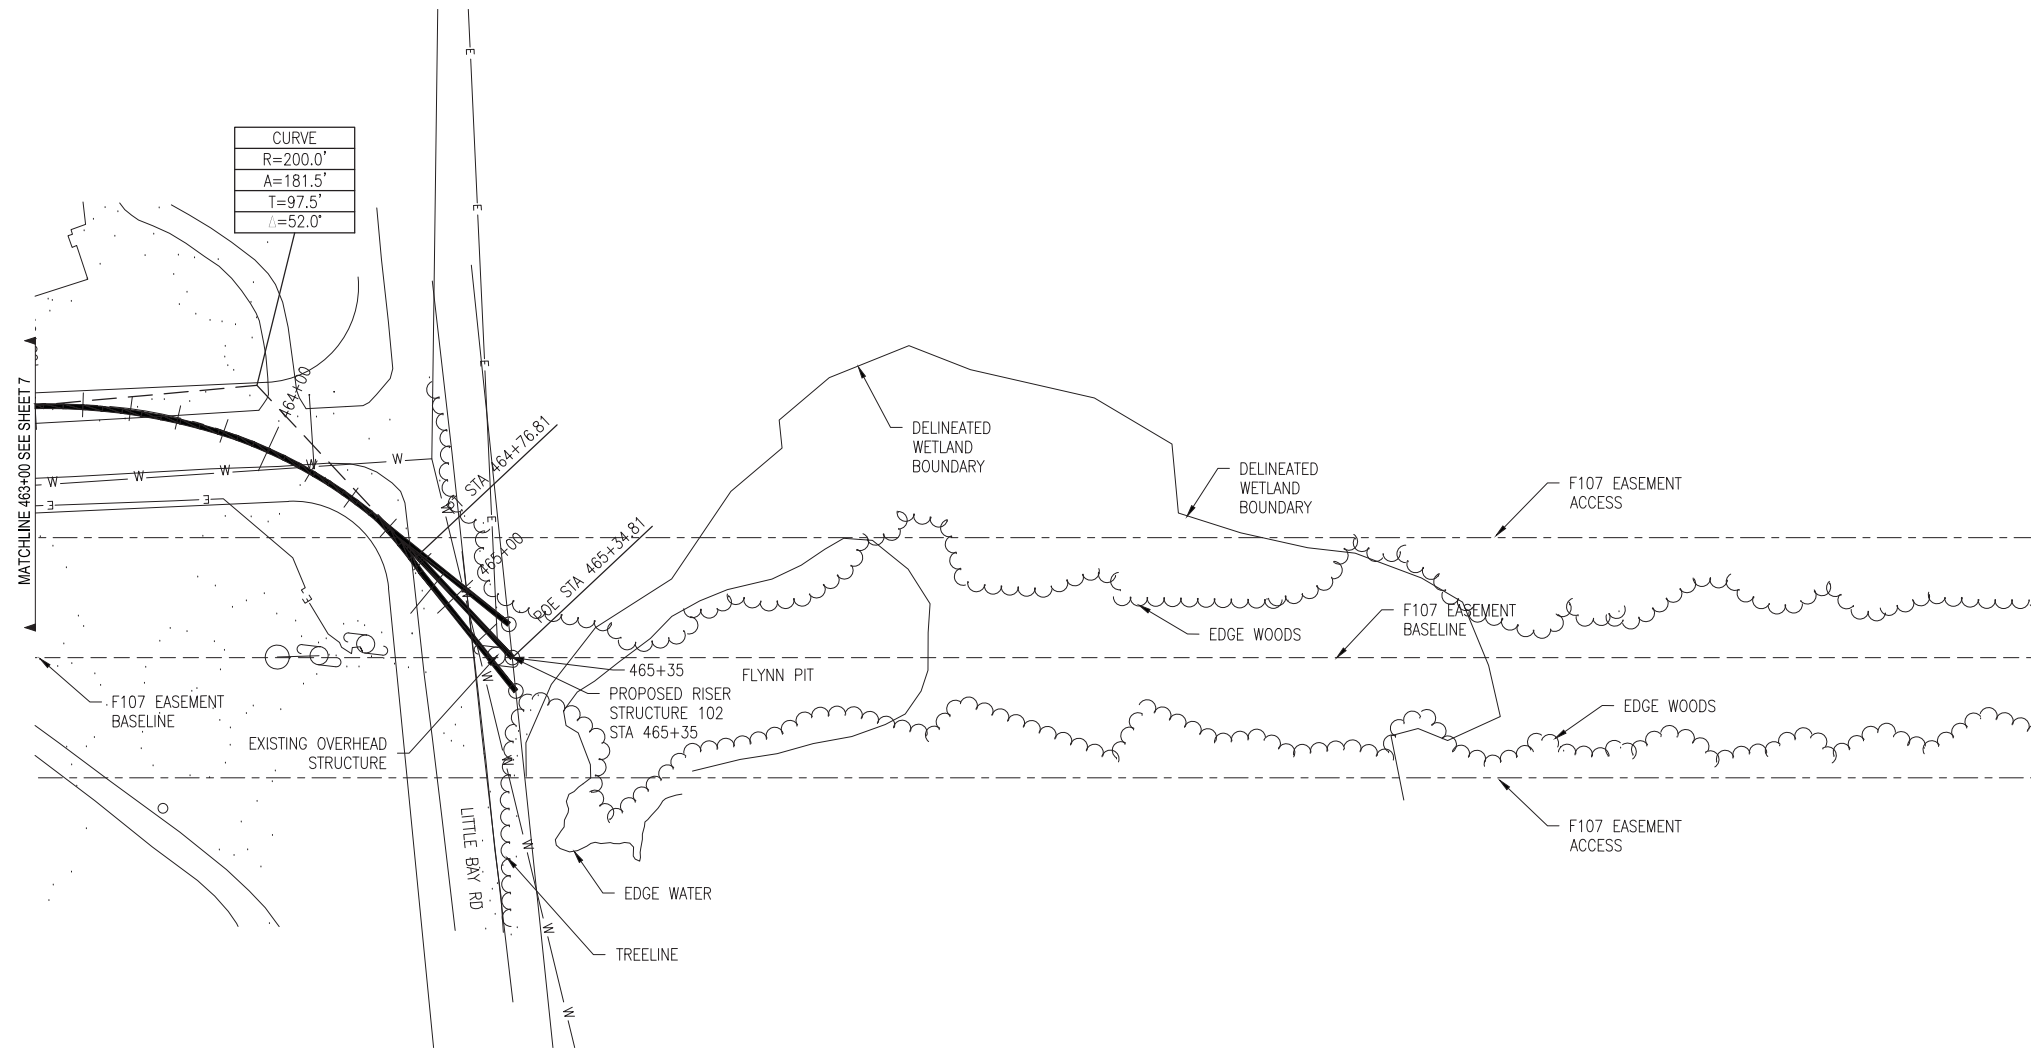 CURVE
R=200.0'
A=181.5'
T=97.5'
Δ=52.0°
MATCHLINE 463+00 SEE SHEET 7
464+00
STA 464+76.81
465+00
POE STA 465+34.81
E
E
E
E
E
E
E
W
W
W
W
W
W
W
W
W
W
W
W
W
DELINEATED
WETLAND
BOUNDARY
DELINEATED
WETLAND
BOUNDARY
F107 EASEMENT
ACCESS
F107 EASEMENT
BASELINE
EDGE WOODS
465+35
FLYNN PIT
PROPOSED RISER
STRUCTURE 102
STA 465+35
F107 EASEMENT
BASELINE
EXISTING OVERHEAD
STRUCTURE
EDGE WOODS
F107 EASEMENT
ACCESS
LITTLE BAY RD
EDGE WATER
TREELINE